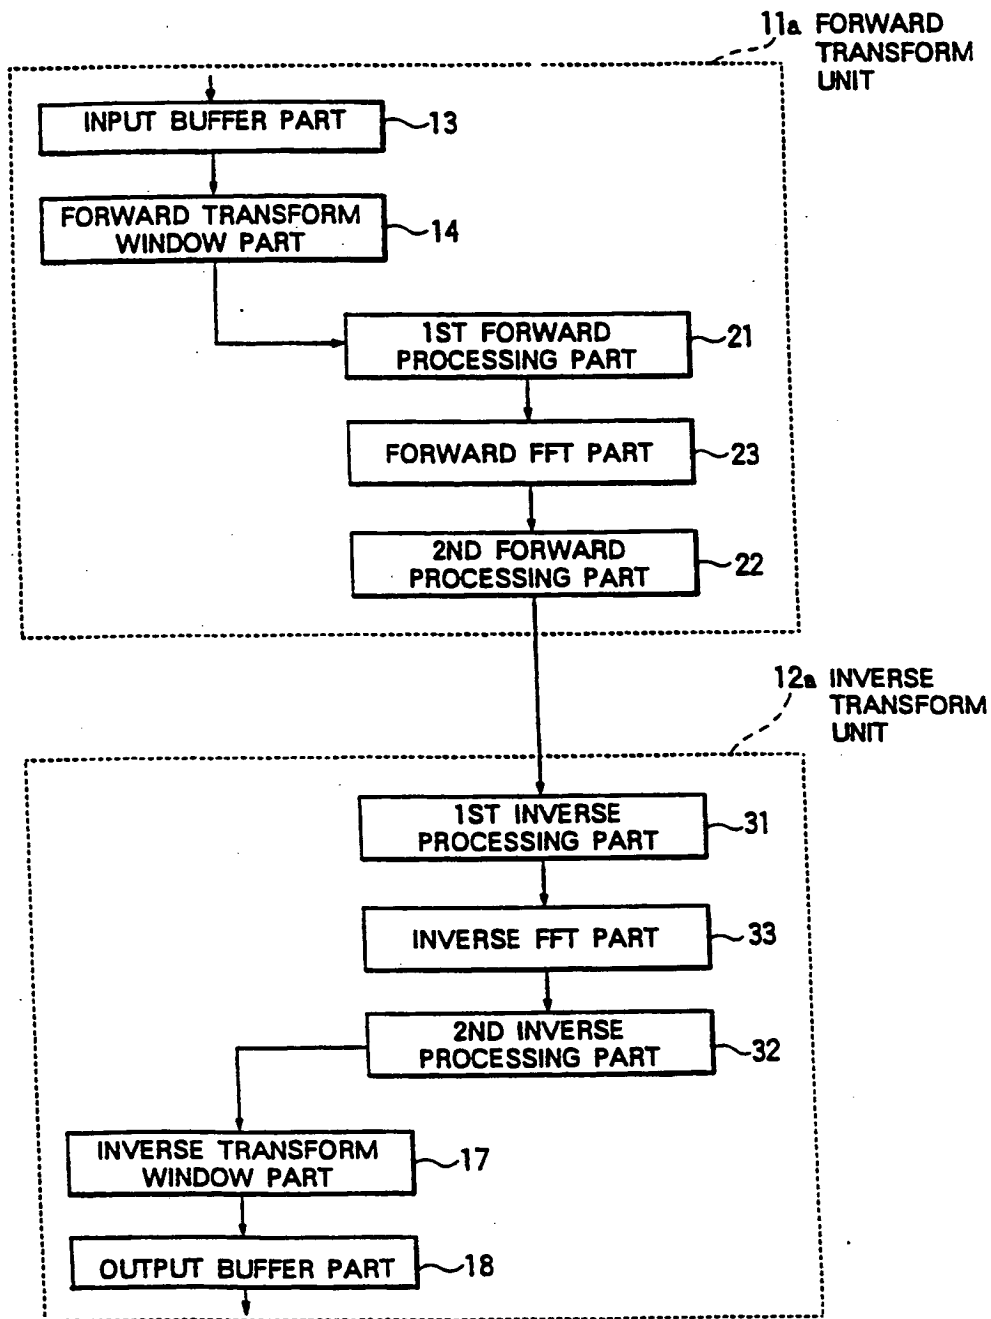 11a FORWARD
TRANSFORM
UNIT
INPUT BUFFER PART
13
FORWARD TRANSFORM
WINDOW PART
14
1ST FORWARD
PROCESSING PART
21
FORWARD FFT PART
23
2ND FORWARD
PROCESSING PART
22
12a INVERSE
TRANSFORM
UNIT
1ST INVERSE
PROCESSING PART
31
INVERSE FFT PART
33
2ND INVERSE
PROCESSING PART
32
INVERSE TRANSFORM
WINDOW PART
17
OUTPUT BUFFER PART
18